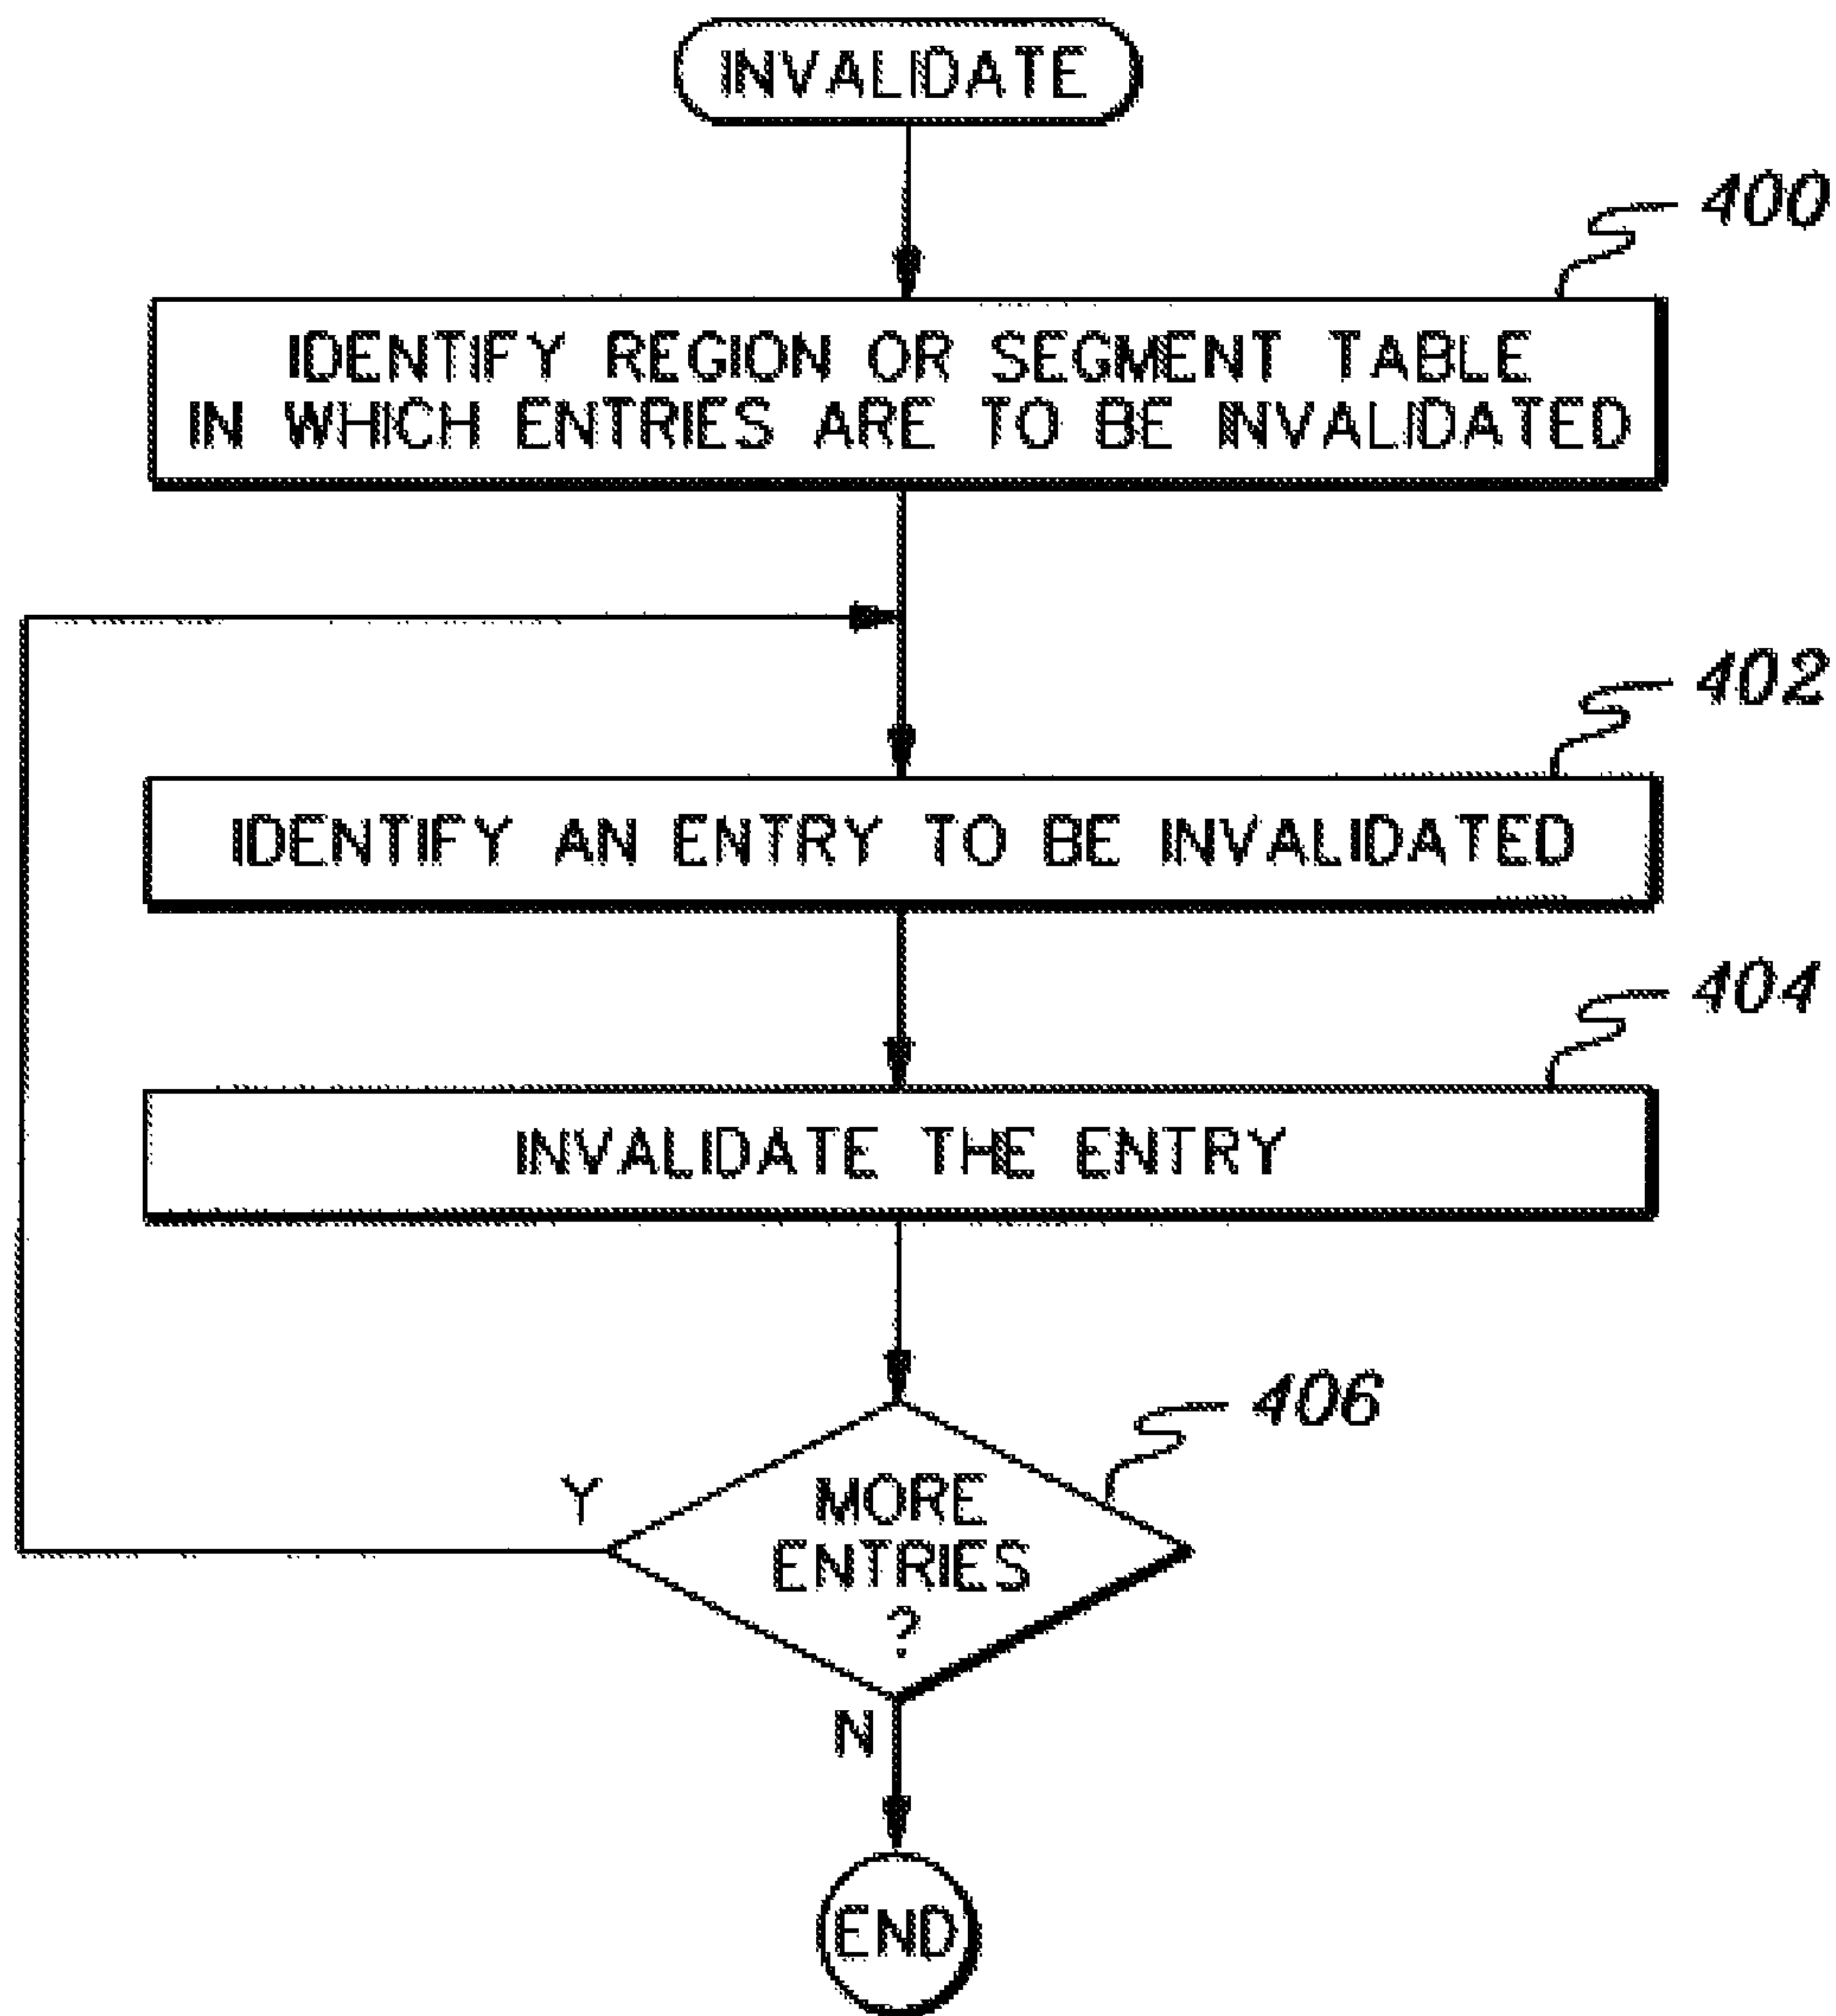 INVALIDATE
400
IDENTIFY REGION OR SEGMENT TABLE
IN WHICH ENTRIES ARE TO BE INVALIDATED
402
IDENTIFY AN ENTRY TO BE INVALIDATED
404
INVALIDATE THE ENTRY
406
Y
MORE
ENTRIES
?
N
END